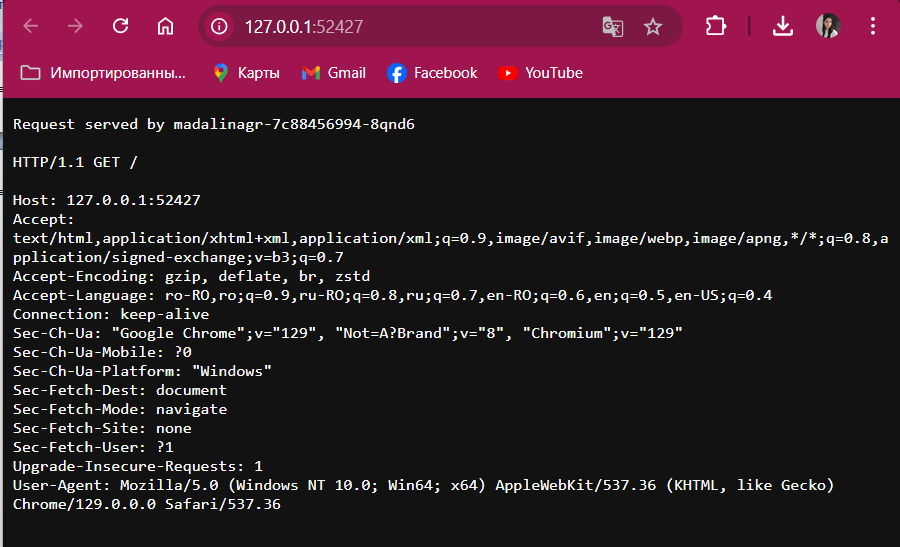 127.0.0.1:52427
Импортированны...
Карты
Gmail
Facebook
YouTube
Request served by madalinagr-7c88456994-8qnd6
HTTP/1.1 GET /
Host: 127.0.0.1:52427
Accept:
text/html,application/xhtml+xml,application/xml;q=0.9,image/avif,image/webp,image/apng,*/*;q=0.8,a
pplication/signed-exchange;v=b3;q=0.7
Accept-Encoding: gzip, deflate, br, zstd
Accept-Language: ro-RO,ro;q=0.9,ru-RO;q=0.8,ru;q=0.7,en-RO;q=0.6,en;q=0.5,en-US;q=0.4
Connection: keep-alive
Sec-Ch-Ua: "Google Chrome";v="129", "Not=A?Brand";v="8", "Chromium";v="129"
Sec-Ch-Ua-Mobile: ?0
Sec-Ch-Ua-Platform: "Windows"
Sec-Fetch-Dest: document
Sec-Fetch-Mode: navigate
Sec-Fetch-Site: none
Sec-Fetch-User: ?1
Upgrade-Insecure-Requests: 1
User-Agent: Mozilla/5.0 (Windows NT 10.0; Win64; x64) AppleWebKit/537.36 (KHTML, like Gecko)
Chrome/129.0.0.0 Safari/537.36